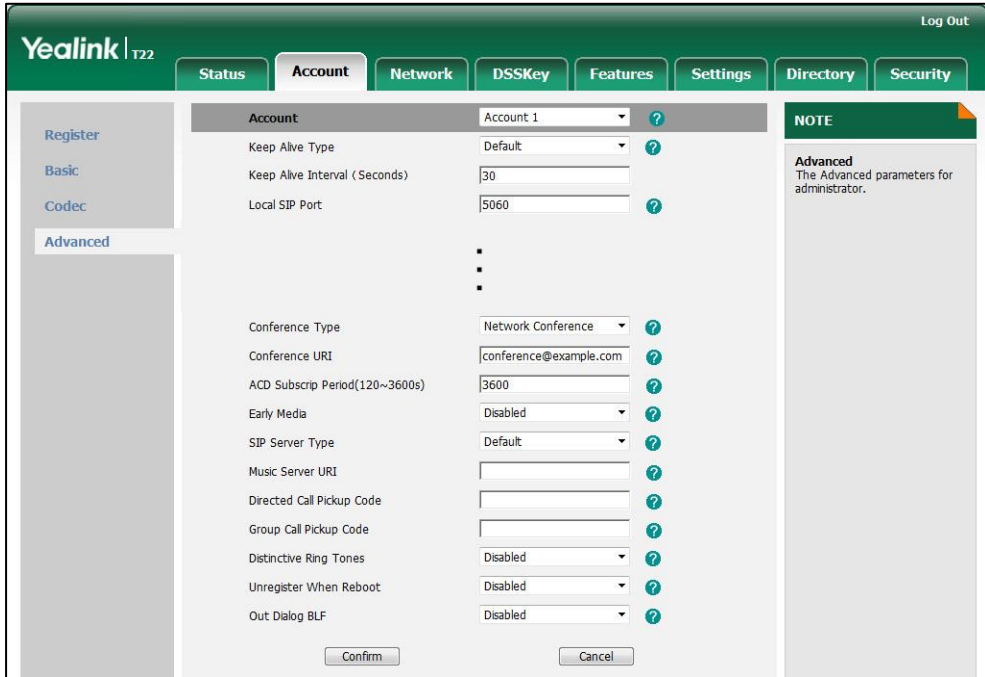 Log Out
Yealink T22
Status Account Network DSSKey Features Settings Directory Security
Register
Basic
Codec
Advanced
Account Account 1 ?
Keep Alive Type Default ?
Keep Alive Interval (Seconds) 30
Local SIP Port 5060 ?
Conference Type Network Conference ?
Conference URI conference@example.com ?
ACD Subscrip Period(120~3600s) 3600 ?
Early Media Disabled ?
SIP Server Type Default ?
Music Server URI ?
Directed Call Pickup Code ?
Group Call Pickup Code ?
Distinctive Ring Tones Disabled ?
Unregister When Reboot Disabled ?
Out Dialog BLF Disabled ?
Confirm Cancel
NOTE
Advanced
The Advanced parameters for
administrator.